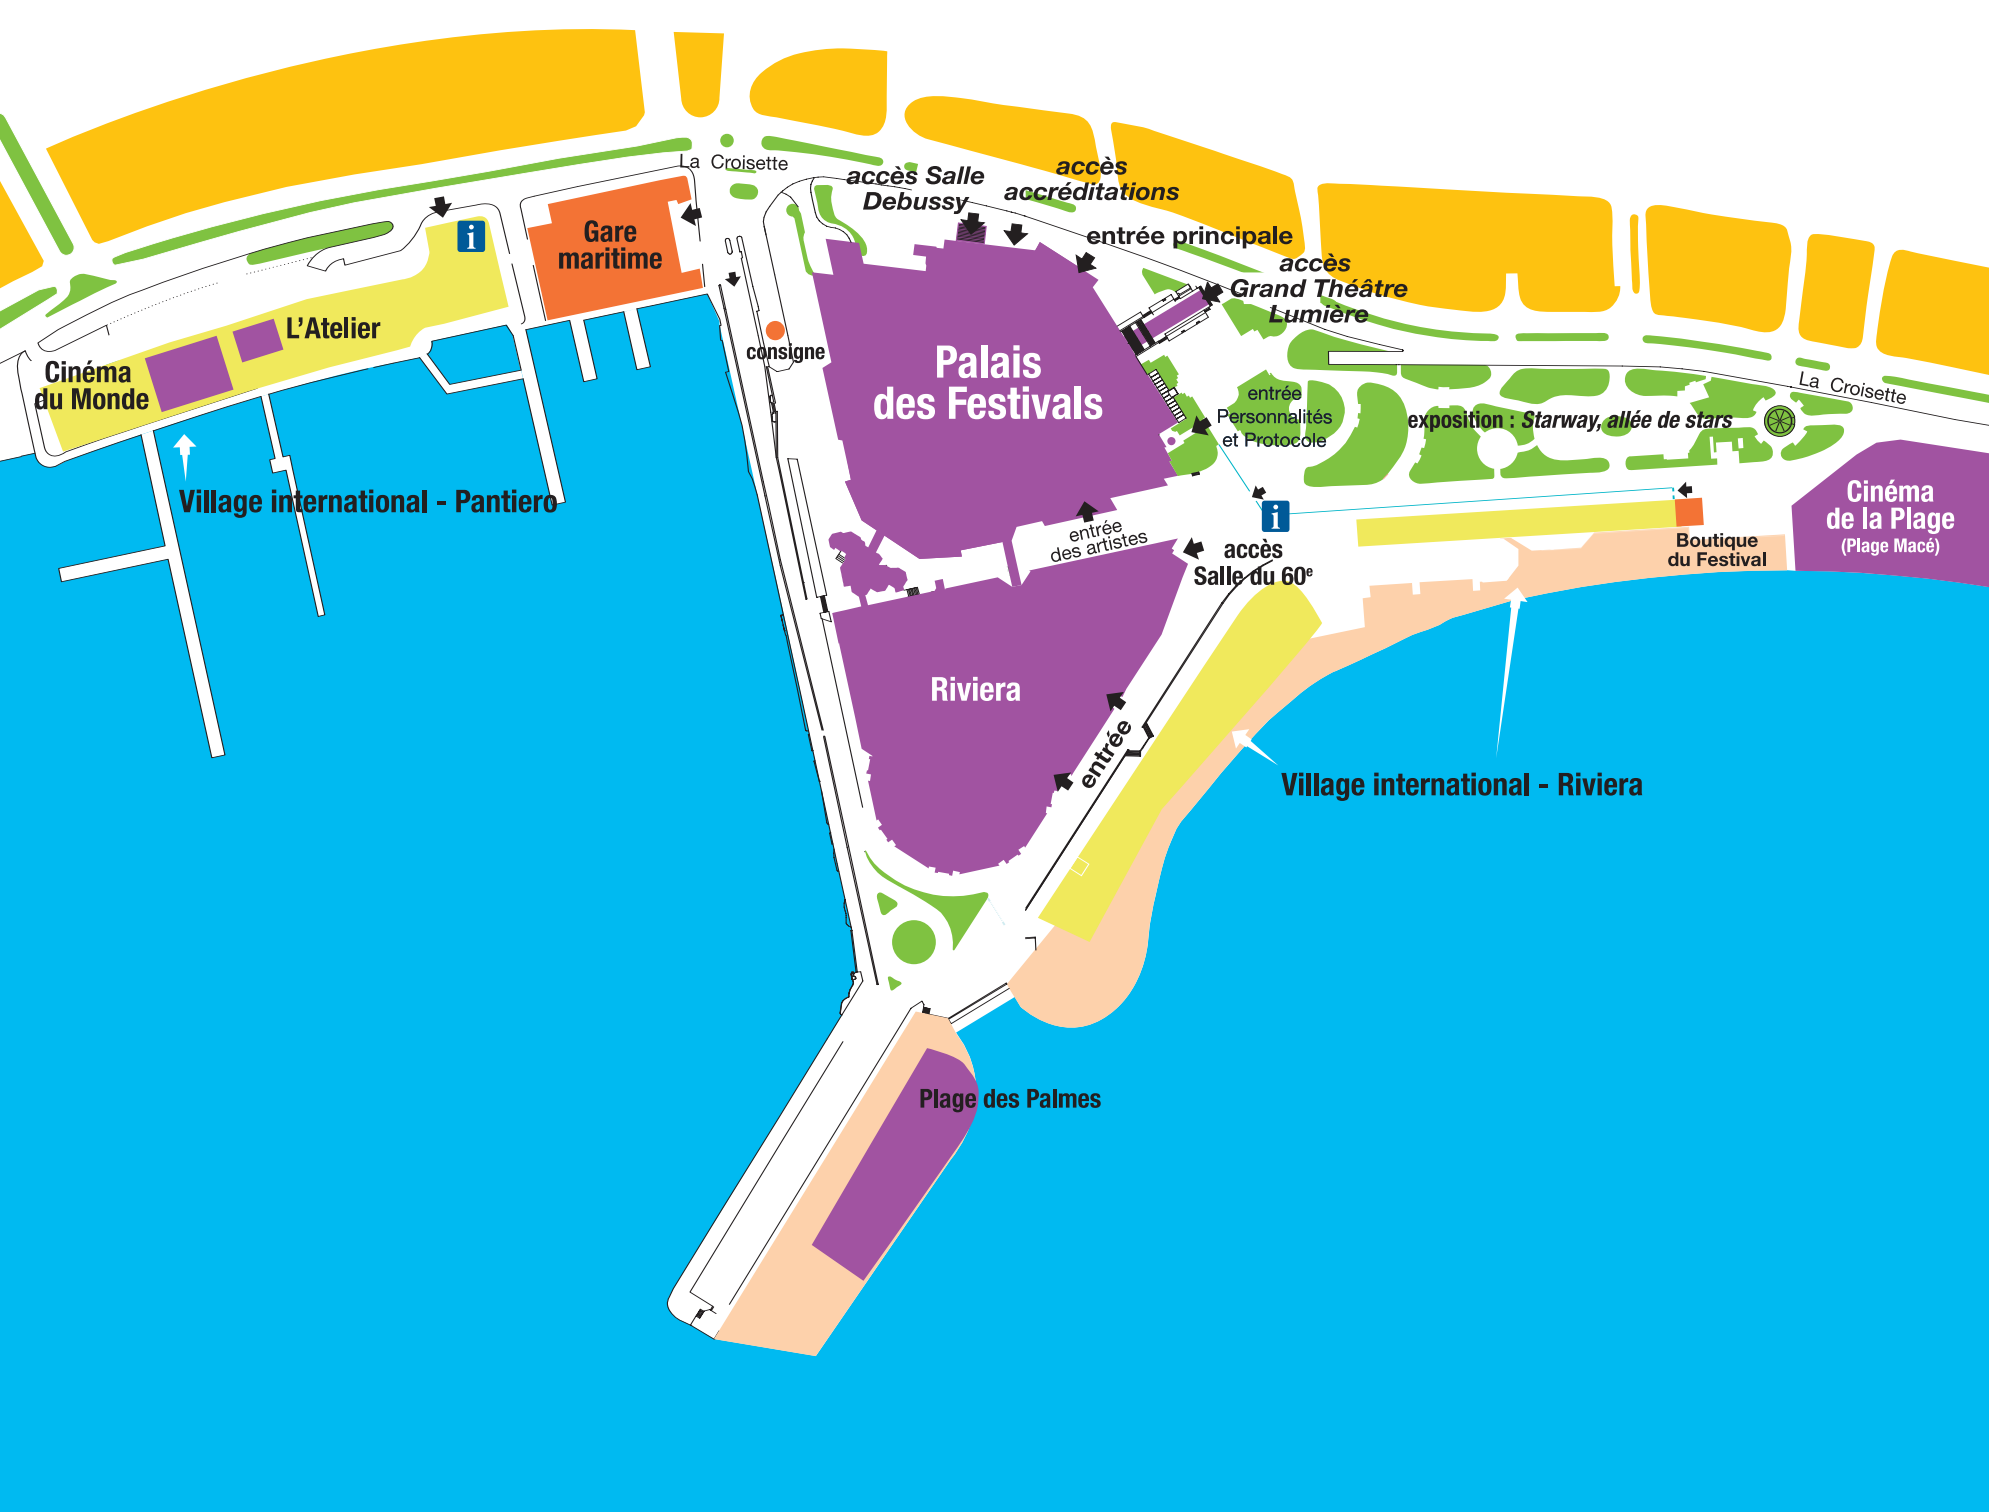 La Croisette
accès Salle
Debussy
accès
accréditations
entrée principale
accès
Grand Théâtre
Lumière
i
Gare
maritime
L'Atelier
Cinéma
du Monde
consigne
Palais
des Festivals
entrée
Personnalités
et Protocole
exposition : Starway, allée de stars
La Croisette
Village international - Pantiero
entrée
des artistes
i
accès
Salle du 60e
Boutique
du Festival
Cinéma
de la Plage
(Plage Macé)
Riviera
entrée
Village international - Riviera
Plage des Palmes